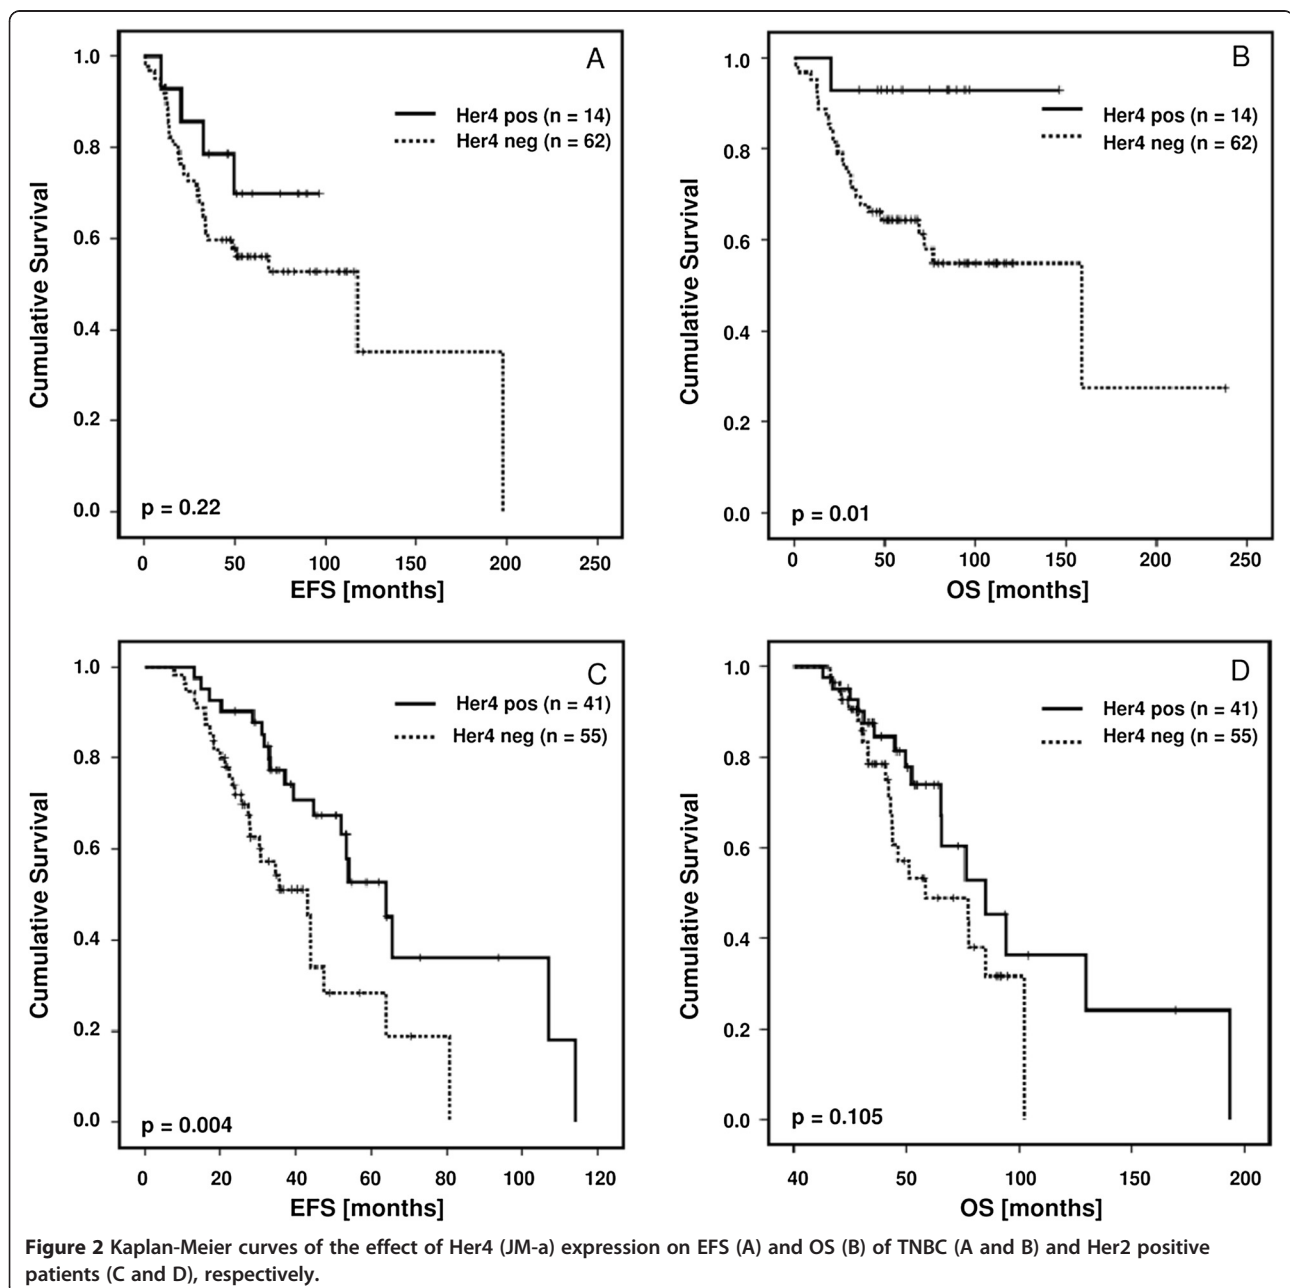 A
1.0
0.8
0.6
0.4
0.2
0.0
Cumulative Survival
Her4 pos (n = 14)
Her4 neg (n = 62)
p = 0.22
0 50 100 150 200 250
EFS [months]
B
1.0
0.8
0.6
0.4
0.2
0.0
Cumulative Survival
Her4 pos (n = 14)
Her4 neg (n = 62)
p = 0.01
0 50 100 150 200 250
OS [months]
C
1.0
0.8
0.6
0.4
0.2
0.0
Cumulative Survival
Her4 pos (n = 41)
Her4 neg (n = 55)
p = 0.004
0 20 40 60 80 100 120
EFS [months]
D
1.0
0.8
0.6
0.4
0.2
0.0
Cumulative Survival
Her4 pos (n = 41)
Her4 neg (n = 55)
p = 0.105
40 50 100 150 200
OS [months]
Figure 2 Kaplan-Meier curves of the effect of Her4 (JM-a) expression on EFS (A) and OS (B) of TNBC (A and B) and Her2 positive
patients (C and D), respectively.